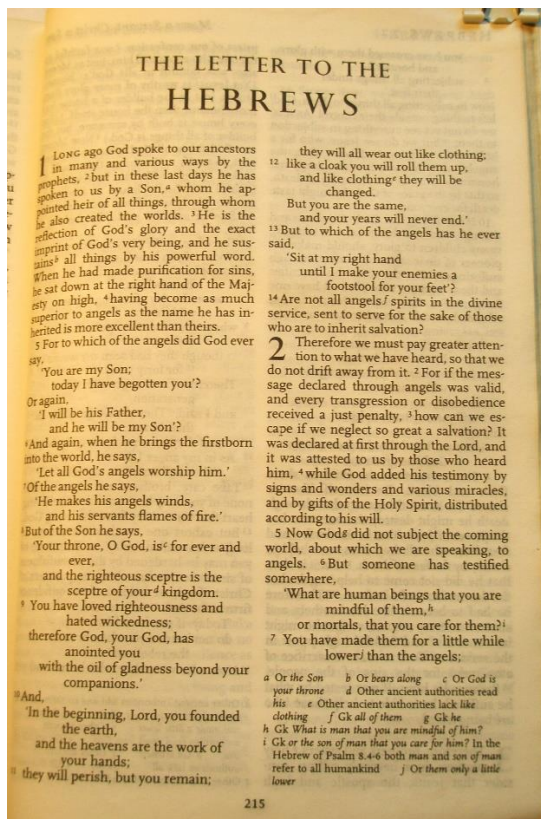 THE LETTER TO THE
HEBREWS
1 LONG ago God spoke to our ancestors
in many and various ways by the
prophets, 2 but in these last days he has
spoken to us by a Son,a whom he ap-
pointed heir of all things, through whom
he also created the worlds. 3 He is the
reflection of God's glory and the exact
imprint of God's very being, and he sus-
tainsb all things by his powerful word.
When he had made purification for sins,
he sat down at the right hand of the Maj-
esty on high, 4 having become as much
superior to angels as the name he has in-
herited is more excellent than theirs.
5 For to which of the angels did God ever
say,
'You are my Son;
today I have begotten you'?
Or again,
'I will be his Father,
and he will be my Son'?
6 And again, when he brings the firstborn
into the world, he says,
'Let all God's angels worship him.'
7 Of the angels he says,
'He makes his angels winds,
and his servants flames of fire.'
8 But of the Son he says,
'Your throne, O God, isc for ever and
ever,
and the righteous sceptre is the
sceptre of yourd kingdom.
9 You have loved righteousness and
hated wickedness;
therefore God, your God, has
anointed you
with the oil of gladness beyond your
companions.'
10 And,
'In the beginning, Lord, you founded
the earth,
and the heavens are the work of
your hands;
11 they will perish, but you remain;
they will all wear out like clothing;
12 like a cloak you will roll them up,
and like clothinge they will be
changed.
But you are the same,
and your years will never end.'
13 But to which of the angels has he ever
said,
'Sit at my right hand
until I make your enemies a
footstool for your feet'?
14 Are not all angelsf spirits in the divine
service, sent to serve for the sake of those
who are to inherit salvation?
2 Therefore we must pay greater atten-
tion to what we have heard, so that we
do not drift away from it. 2 For if the mes-
sage declared through angels was valid,
and every transgression or disobedience
received a just penalty, 3 how can we es-
cape if we neglect so great a salvation? It
was declared at first through the Lord, and
it was attested to us by those who heard
him, 4 while God added his testimony by
signs and wonders and various miracles,
and by gifts of the Holy Spirit, distributed
according to his will.
5 Now Godg did not subject the coming
world, about which we are speaking, to
angels. 6 But someone has testified
somewhere,
'What are human beings that you are
mindful of them,h
or mortals, that you care for them?i
7 You have made them for a little while
lowerj than the angels;
a Or the Son b Or bears along c Or God is
your throne d Other ancient authorities read
his e Other ancient authorities lack like
clothing f Gk all of them g Gk he
h Gk What is man that you are mindful of him?
i Gk or the son of man that you care for him? In the
Hebrew of Psalm 8.4-6 both man and son of man
refer to all humankind j Or them only a little
lower
215